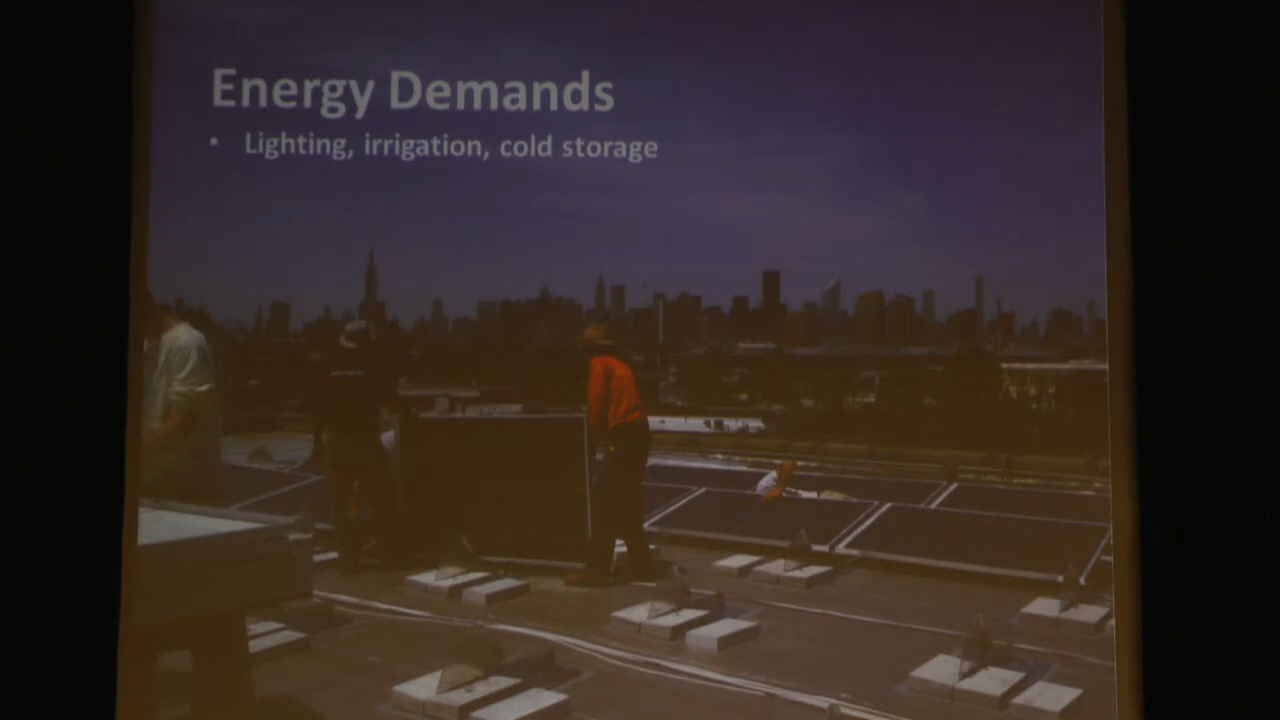 Energy Demands
• Lighting, irrigation, cold storage